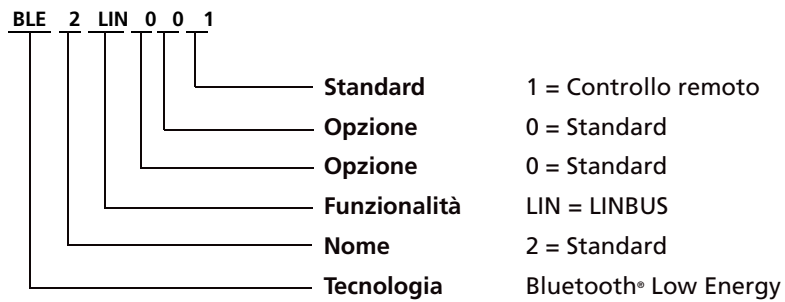 BLE 2 LIN 0 0 1
Standard 1 = Controllo remoto
Opzione 0 = Standard
Opzione 0 = Standard
Funzionalità LIN = LINBUS
Nome 2 = Standard
Tecnologia Bluetooth® Low Energy